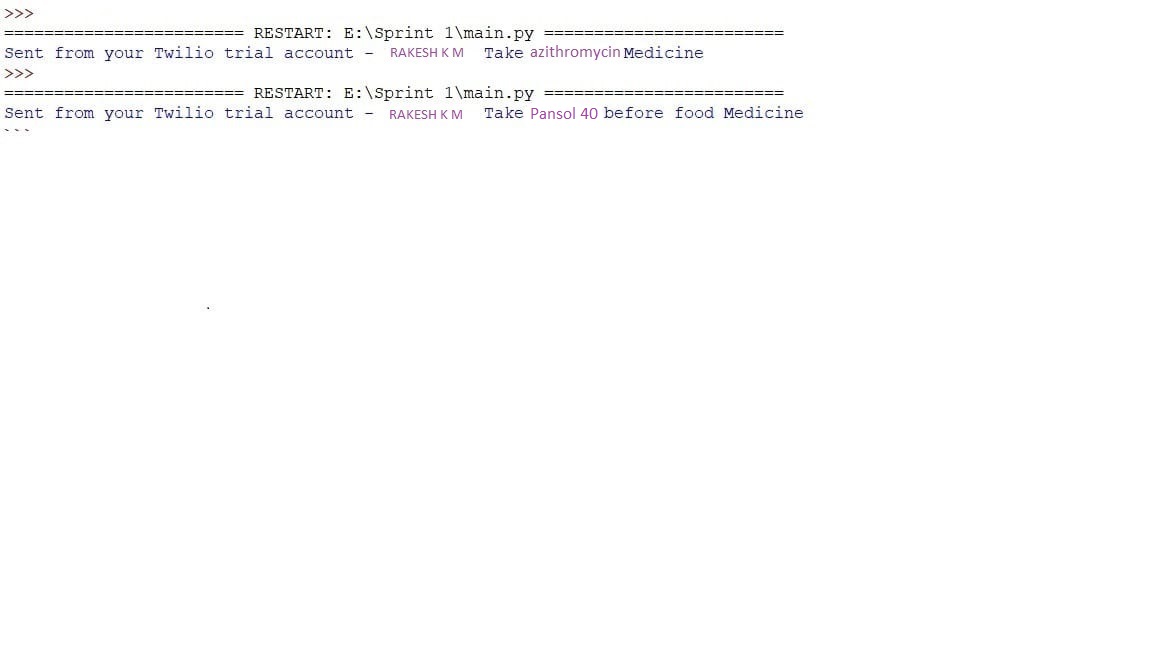 >>>
======================== RESTART: E:\Sprint 1\main.py ========================
Sent from your Twilio trial account - RAKESH K M Take azithromycin Medicine
>>>
======================== RESTART: E:\Sprint 1\main.py ========================
Sent from your Twilio trial account - RAKESH K M Take Pansol 40 before food Medicine